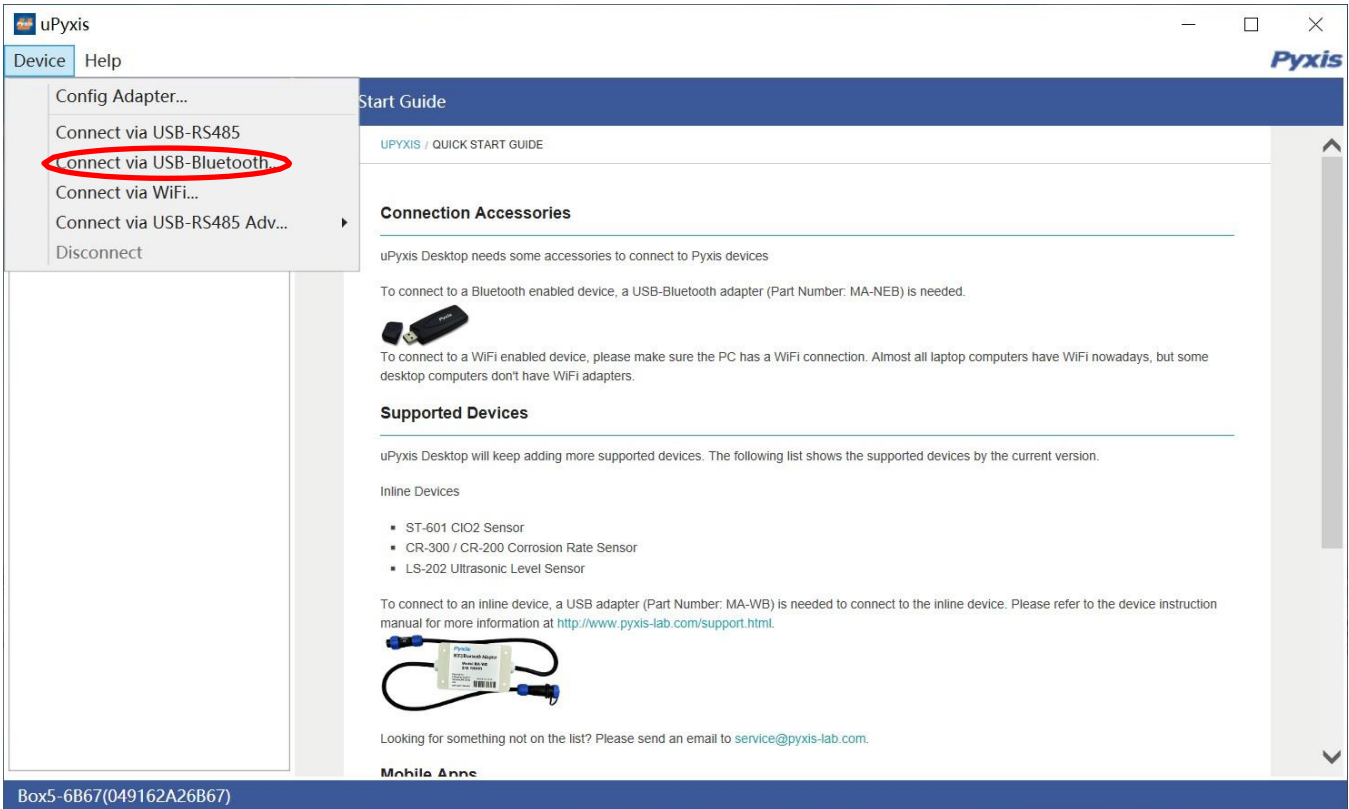 uPyxis
Device Help
Pyxis
Config Adapter...
Connect via USB-RS485
Connect via USB-Bluetooth...
Connect via WiFi...
Connect via USB-RS485 Adv...
Disconnect
Start Guide
UPYXIS / QUICK START GUIDE
Connection Accessories
uPyxis Desktop needs some accessories to connect to Pyxis devices
To connect to a Bluetooth enabled device, a USB-Bluetooth adapter (Part Number: MA-NEB) is needed.
Pyxis
To connect to a WiFi enabled device, please make sure the PC has a WiFi connection. Almost all laptop computers have WiFi nowadays, but some
desktop computers don't have WiFi adapters.
Supported Devices
uPyxis Desktop will keep adding more supported devices. The following list shows the supported devices by the current version.
Inline Devices
ST-601 ClO2 Sensor
CR-300 / CR-200 Corrosion Rate Sensor
LS-202 Ultrasonic Level Sensor
To connect to an inline device, a USB adapter (Part Number: MA-WB) is needed to connect to the inline device. Please refer to the device instruction
manual for more information at http://www.pyxis-lab.com/support.html.
Pyxis
Looking for something not on the list? Please send an email to service@pyxis-lab.com.
Mobile Apps
Box5-6B67(049162A26B67)